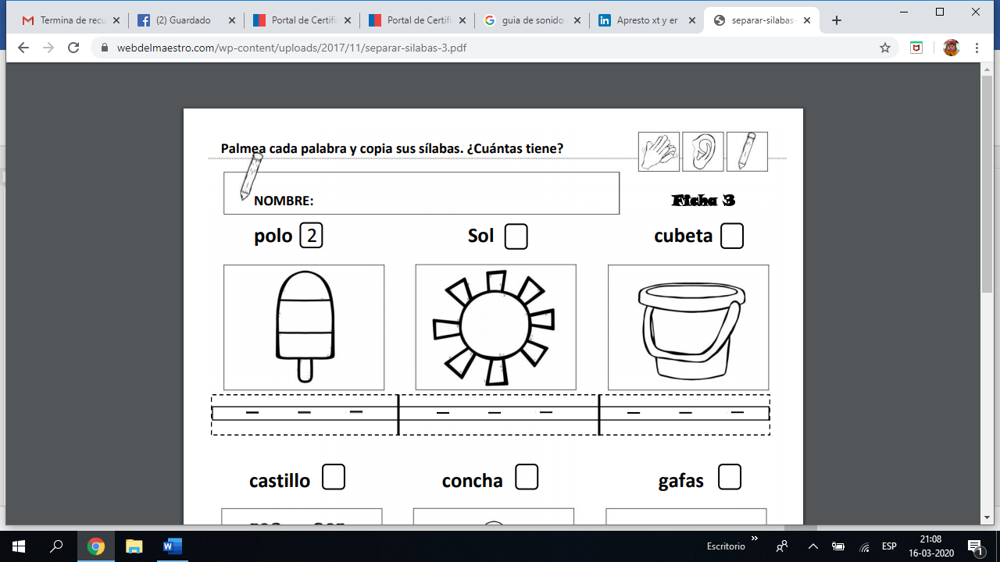 Termina de recu
(2) Guardado
Portal de Certifi
Portal de Certifi
guia de sonido
Apresto xt y er
separar-silabas-
webdelmaestro.com/wp-content/uploads/2017/11/separar-silabas-3.pdf
Palmea cada palabra y copia sus sílabas. ¿Cuántas tiene?
NOMBRE:
Ficha 3
polo 2
Sol
cubeta
castillo
concha
gafas
Escritorio
ESP
21:08
16-03-2020
1